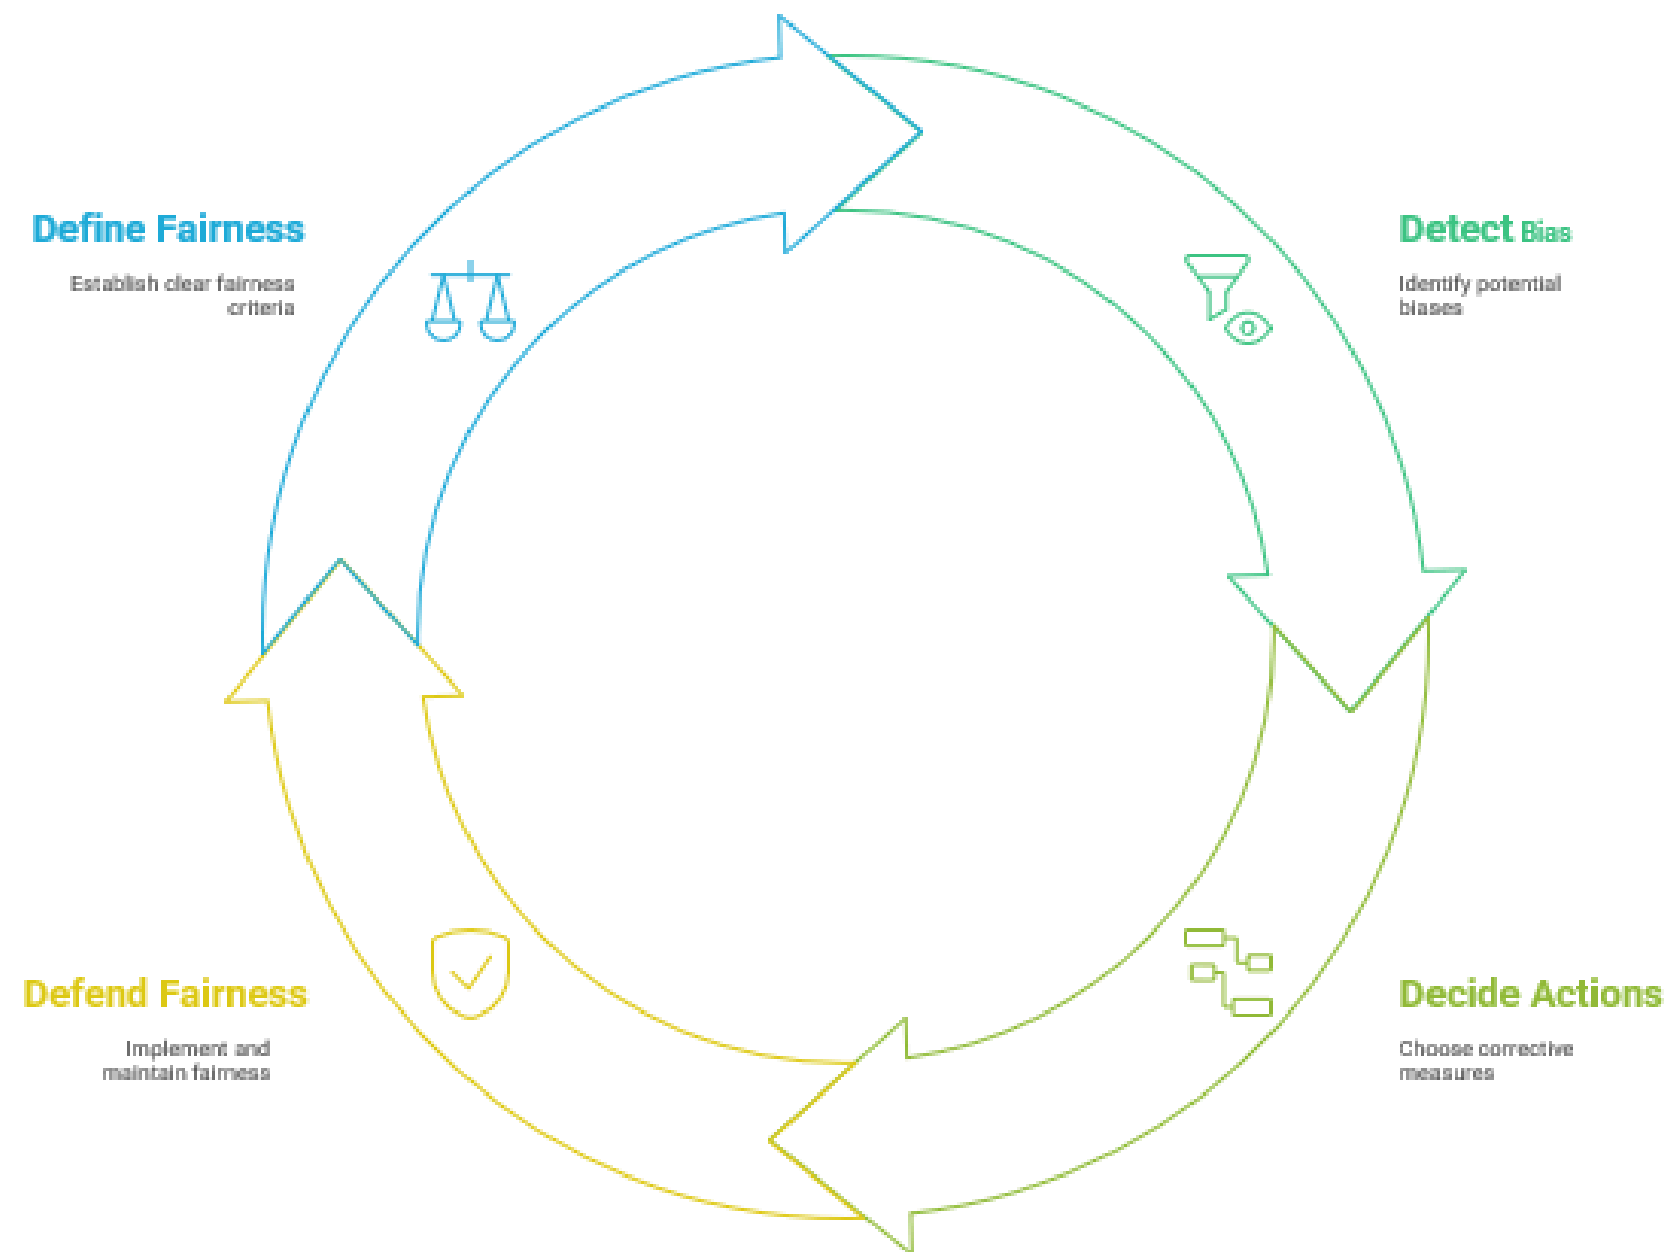 Define Fairness
Establish clear fairness
criteria
Detect Bias
Identify potential
biases
Decide Actions
Choose corrective
measures
Defend Fairness
Implement and
maintain fairness